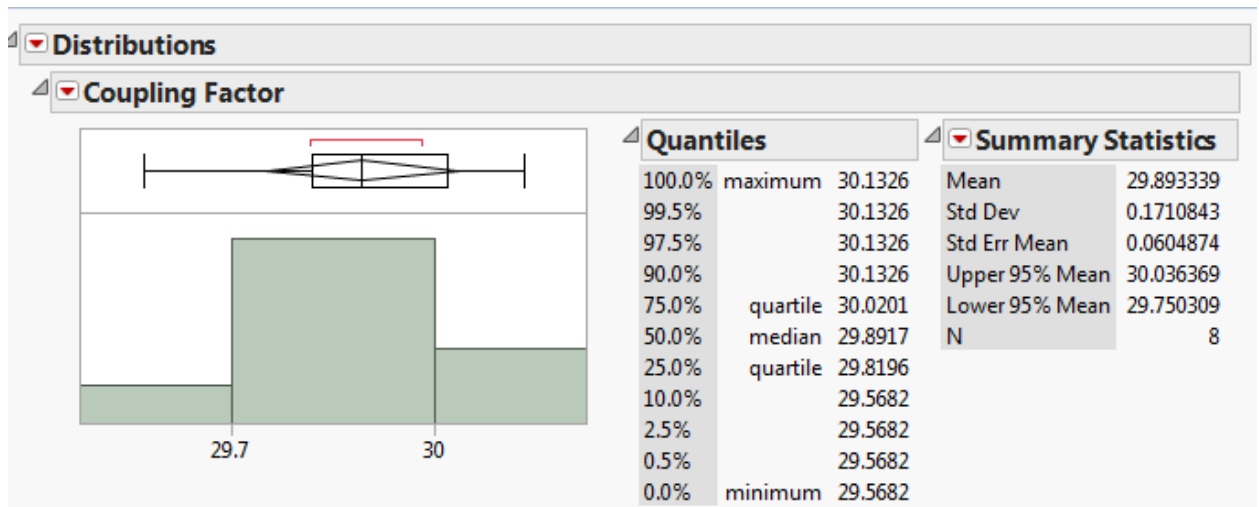 Distributions
Coupling Factor
29.7 30
Quantiles
100.0% maximum 30.1326
99.5% 30.1326
97.5% 30.1326
90.0% 30.1326
75.0% quartile 30.0201
50.0% median 29.8917
25.0% quartile 29.8196
10.0% 29.5682
2.5% 29.5682
0.5% 29.5682
0.0% minimum 29.5682
Summary Statistics
Mean 29.893339
Std Dev 0.1710843
Std Err Mean 0.0604874
Upper 95% Mean 30.036369
Lower 95% Mean 29.750309
N 8